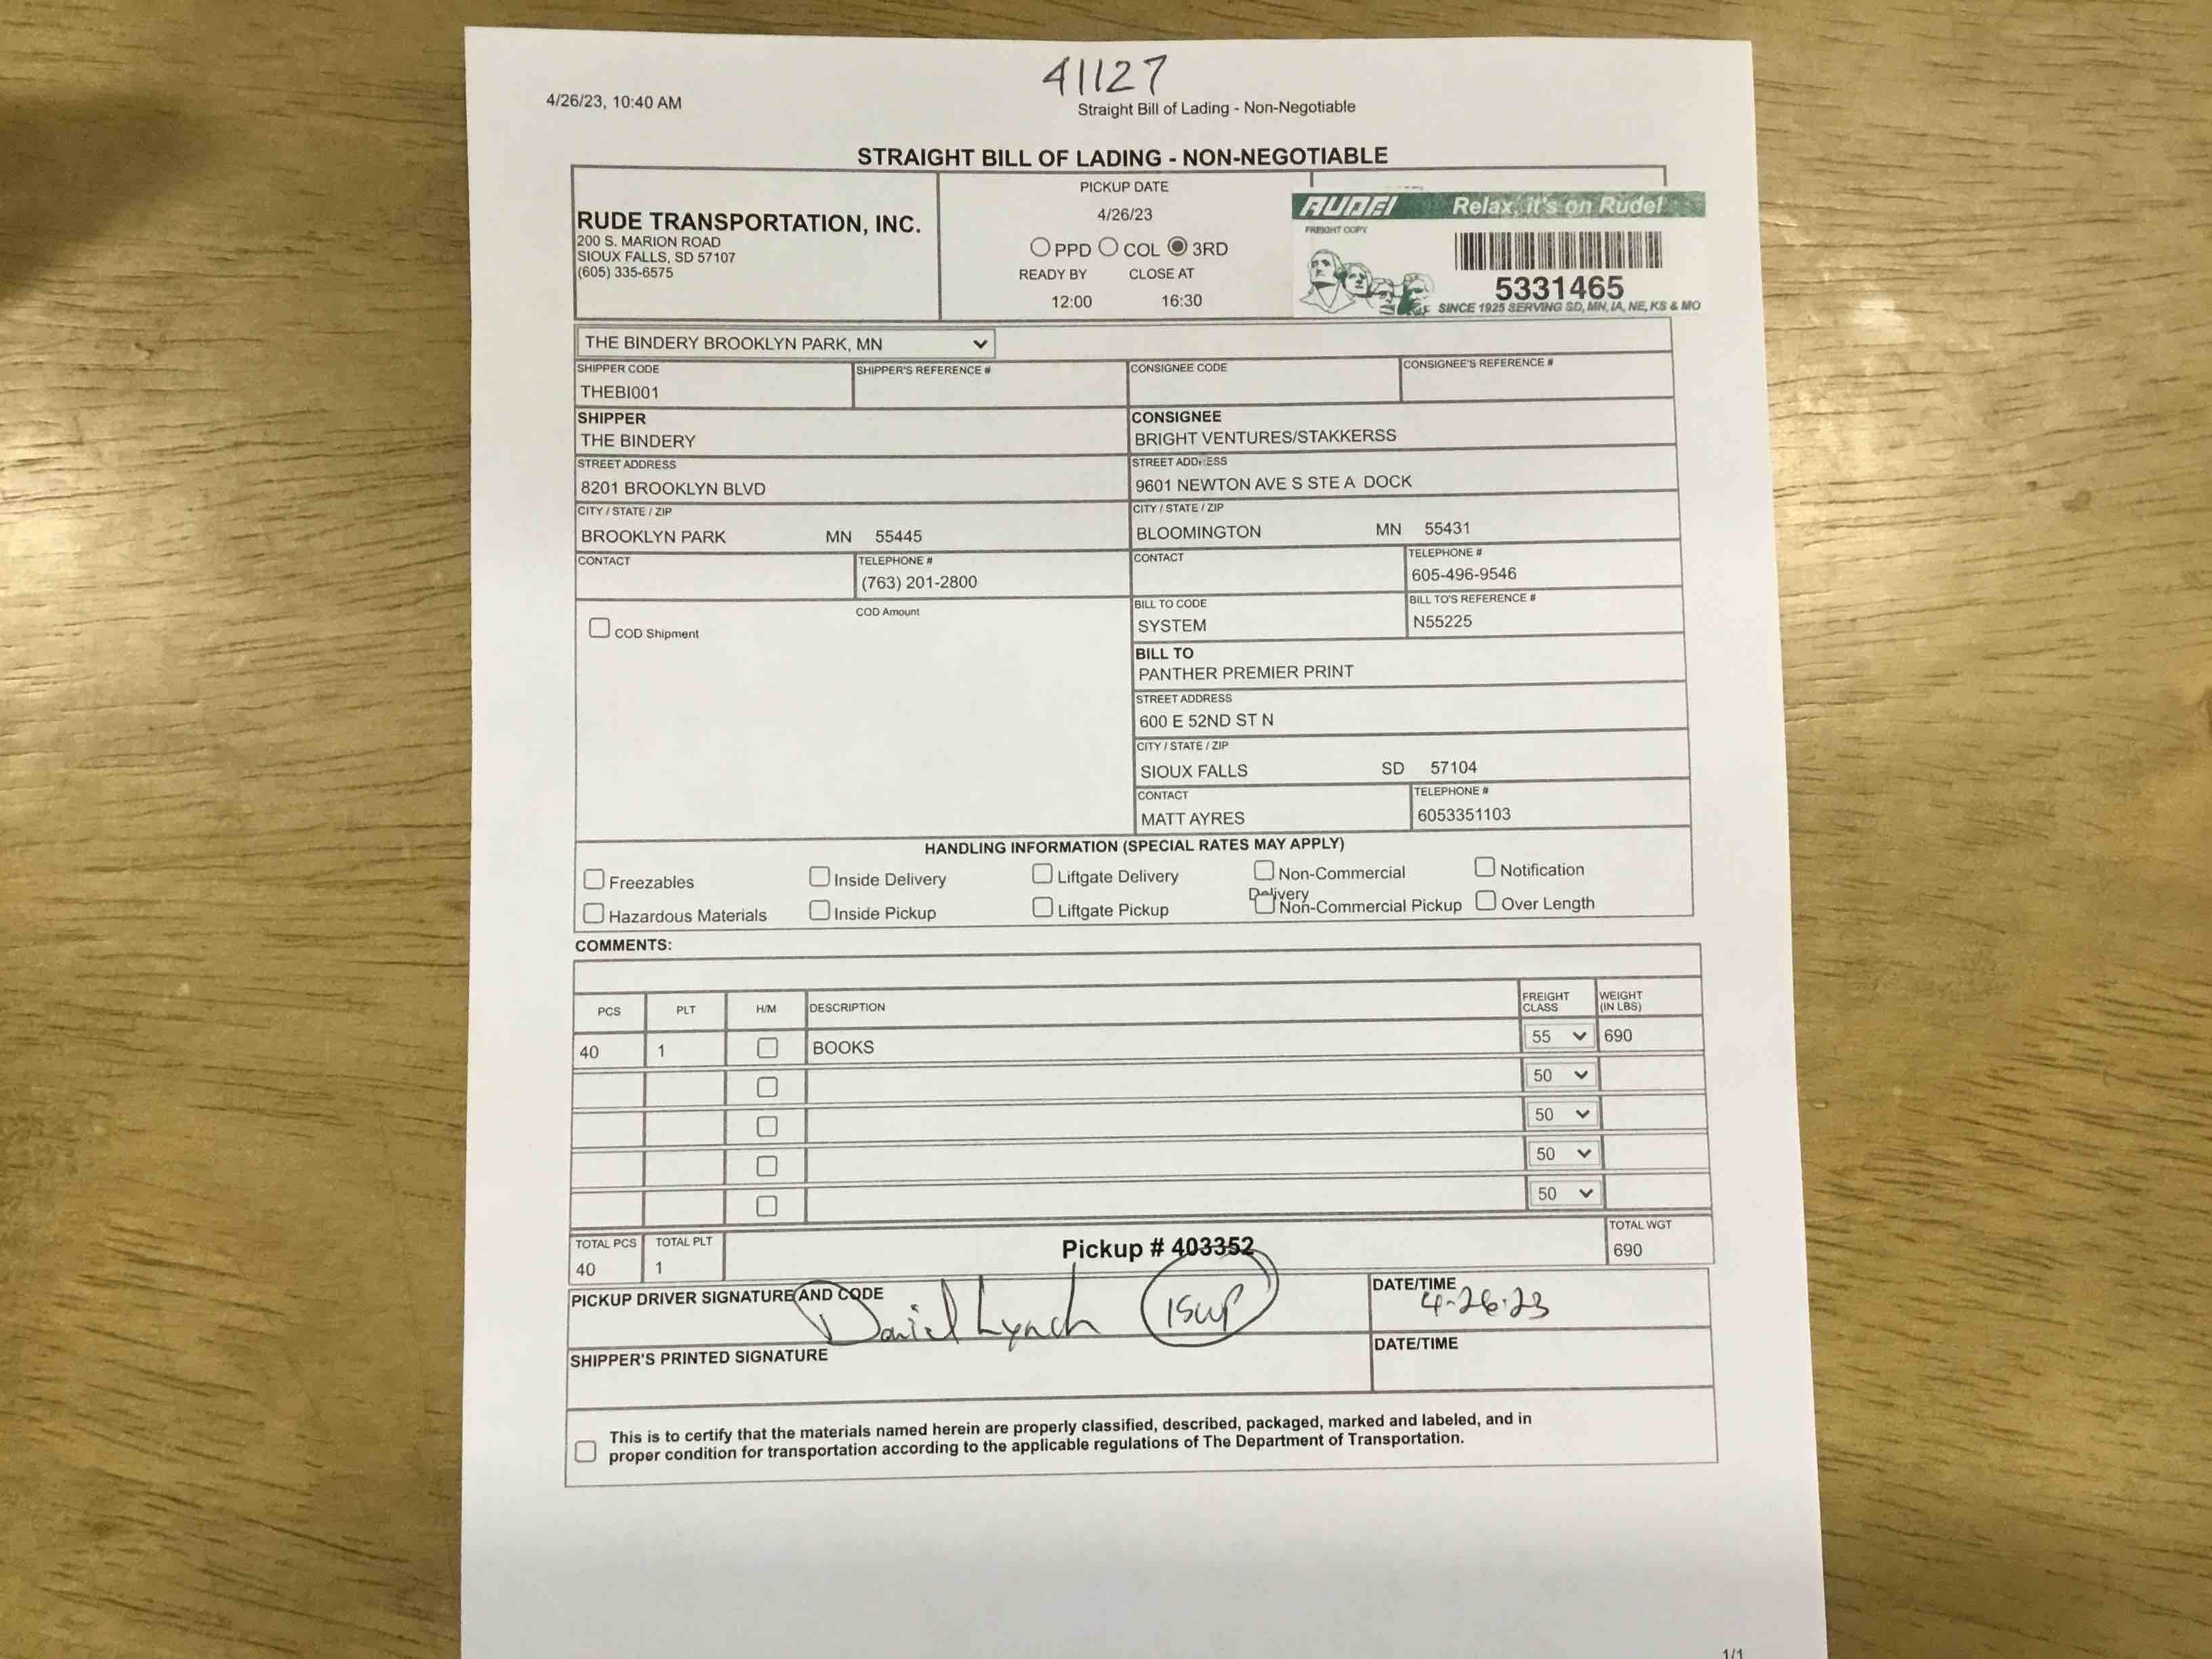 41127
4/26/23, 10:40 AM
Straight Bill of Lading - Non-Negotiable
STRAIGHT BILL OF LADING - NON-NEGOTIABLE
RUDE TRANSPORTATION, INC.
200 S. MARION ROAD
SIOUX FALLS, SD 57107
(605) 335-6575
PICKUP DATE
4/26/23
PPD COL 3RD
READY BY CLOSE AT
12:00 16:30
RUDE! Relax, it's on Rude!
FREIGHT COPY
5331465
SINCE 1925 SERVING SD, MN, IA, NE, KS & MO
THE BINDERY BROOKLYN PARK, MN
SHIPPER CODE SHIPPER'S REFERENCE # CONSIGNEE CODE CONSIGNEE'S REFERENCE #
THEBI001
SHIPPER CONSIGNEE
THE BINDERY BRIGHT VENTURES/STAKKERSS
STREET ADDRESS STREET ADDRESS
8201 BROOKLYN BLVD 9601 NEWTON AVE S STE A DOCK
CITY / STATE / ZIP CITY / STATE / ZIP
BROOKLYN PARK MN 55445 BLOOMINGTON MN 55431
CONTACT TELEPHONE # CONTACT TELEPHONE #
(763) 201-2800 605-496-9546
COD Amount BILL TO CODE BILL TO'S REFERENCE #
COD Shipment SYSTEM N55225
BILL TO
PANTHER PREMIER PRINT
STREET ADDRESS
600 E 52ND ST N
CITY / STATE / ZIP
SIOUX FALLS SD 57104
CONTACT TELEPHONE #
MATT AYRES 6053351103
HANDLING INFORMATION (SPECIAL RATES MAY APPLY)
Freezables Inside Delivery Liftgate Delivery Non-Commercial Delivery Notification
Hazardous Materials Inside Pickup Liftgate Pickup Non-Commercial Pickup Over Length
COMMENTS:
PCS PLT H/M DESCRIPTION FREIGHT CLASS WEIGHT (IN LBS)
40 1 BOOKS 55 690
50
50
50
50
TOTAL PCS TOTAL PLT TOTAL WGT
40 1 Pickup # 403352 690
PICKUP DRIVER SIGNATURE AND CODE Daniel Lynch DATE/TIME 4-26-23
SHIPPER'S PRINTED SIGNATURE DATE/TIME
This is to certify that the materials named herein are properly classified, described, packaged, marked and labeled, and in
proper condition for transportation according to the applicable regulations of The Department of Transportation.
1/1